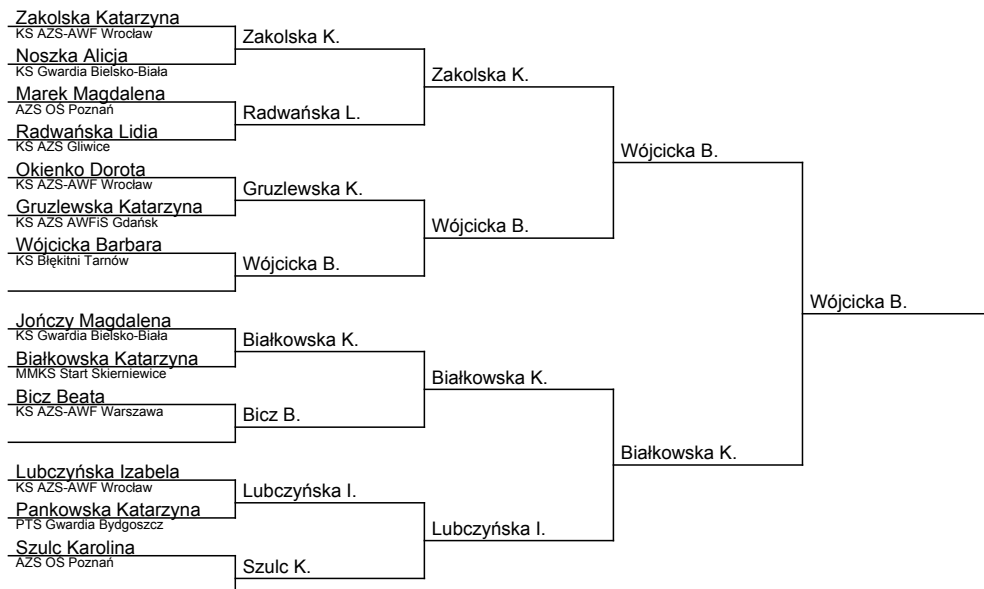 Zakolska Katarzyna
KS AZS-AWF Wrocław
Noszka Alicja
KS Gwardia Bielsko-Biała
Marek Magdalena
AZS OŚ Poznań
Radwańska Lidia
KS AZS Gliwice
Okienko Dorota
KS AZS-AWF Wrocław
Gruzlewska Katarzyna
KS AZS AWFiS Gdańsk
Wójcicka Barbara
KS Błękitni Tarnów
Jończy Magdalena
KS Gwardia Bielsko-Biała
Białkowska Katarzyna
MMKS Start Skierniewice
Bicz Beata
KS AZS-AWF Warszawa
Lubczyńska Izabela
KS AZS-AWF Wrocław
Pankowska Katarzyna
PTS Gwardia Bydgoszcz
Szulc Karolina
AZS OŚ Poznań
Zakolska K.
Radwańska L.
Gruzlewska K.
Wójcicka B.
Białkowska K.
Bicz B.
Lubczyńska I.
Szulc K.
Zakolska K.
Wójcicka B.
Białkowska K.
Lubczyńska I.
Wójcicka B.
Białkowska K.
Wójcicka B.